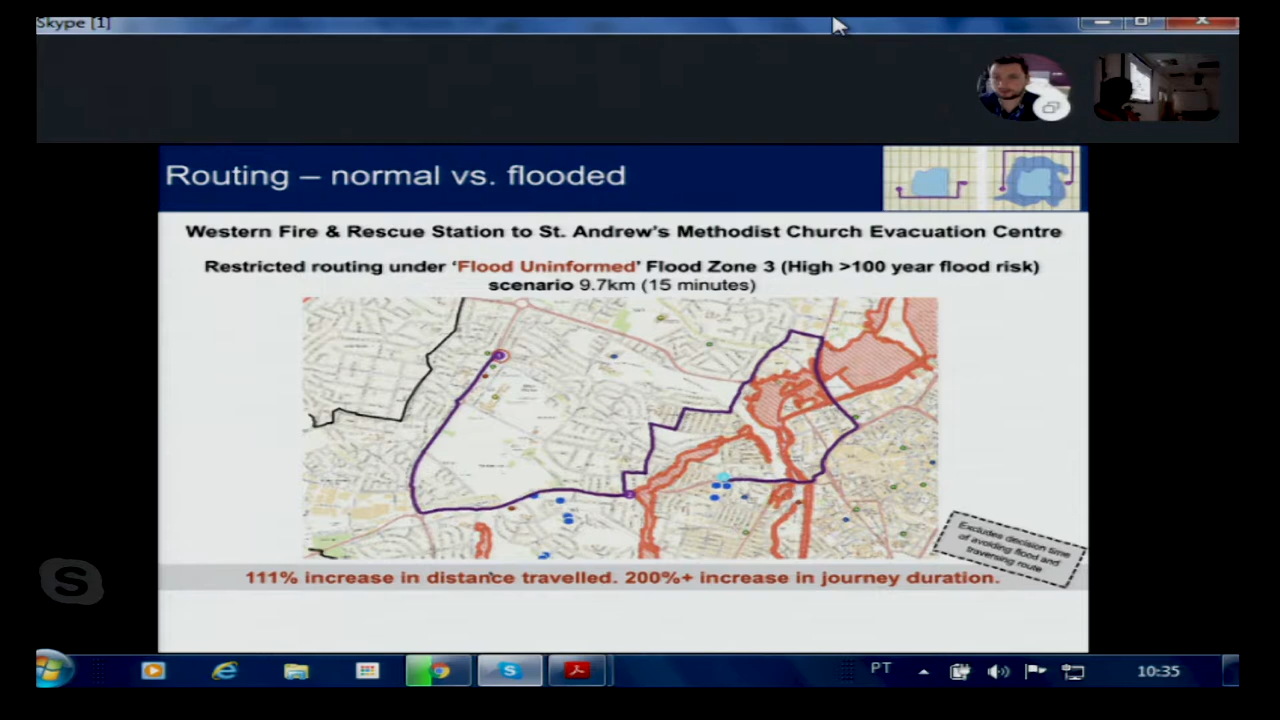 Skype [1]
Routing – normal vs. flooded
Western Fire & Rescue Station to St. Andrew's Methodist Church Evacuation Centre
Restricted routing under ‘Flood Uninformed’ Flood Zone 3 (High >100 year flood risk)
scenario 9.7km (15 minutes)
Excludes decision time
of avoiding flood and
traversing route
111% increase in distance travelled. 200%+ increase in journey duration.
PT
10:35